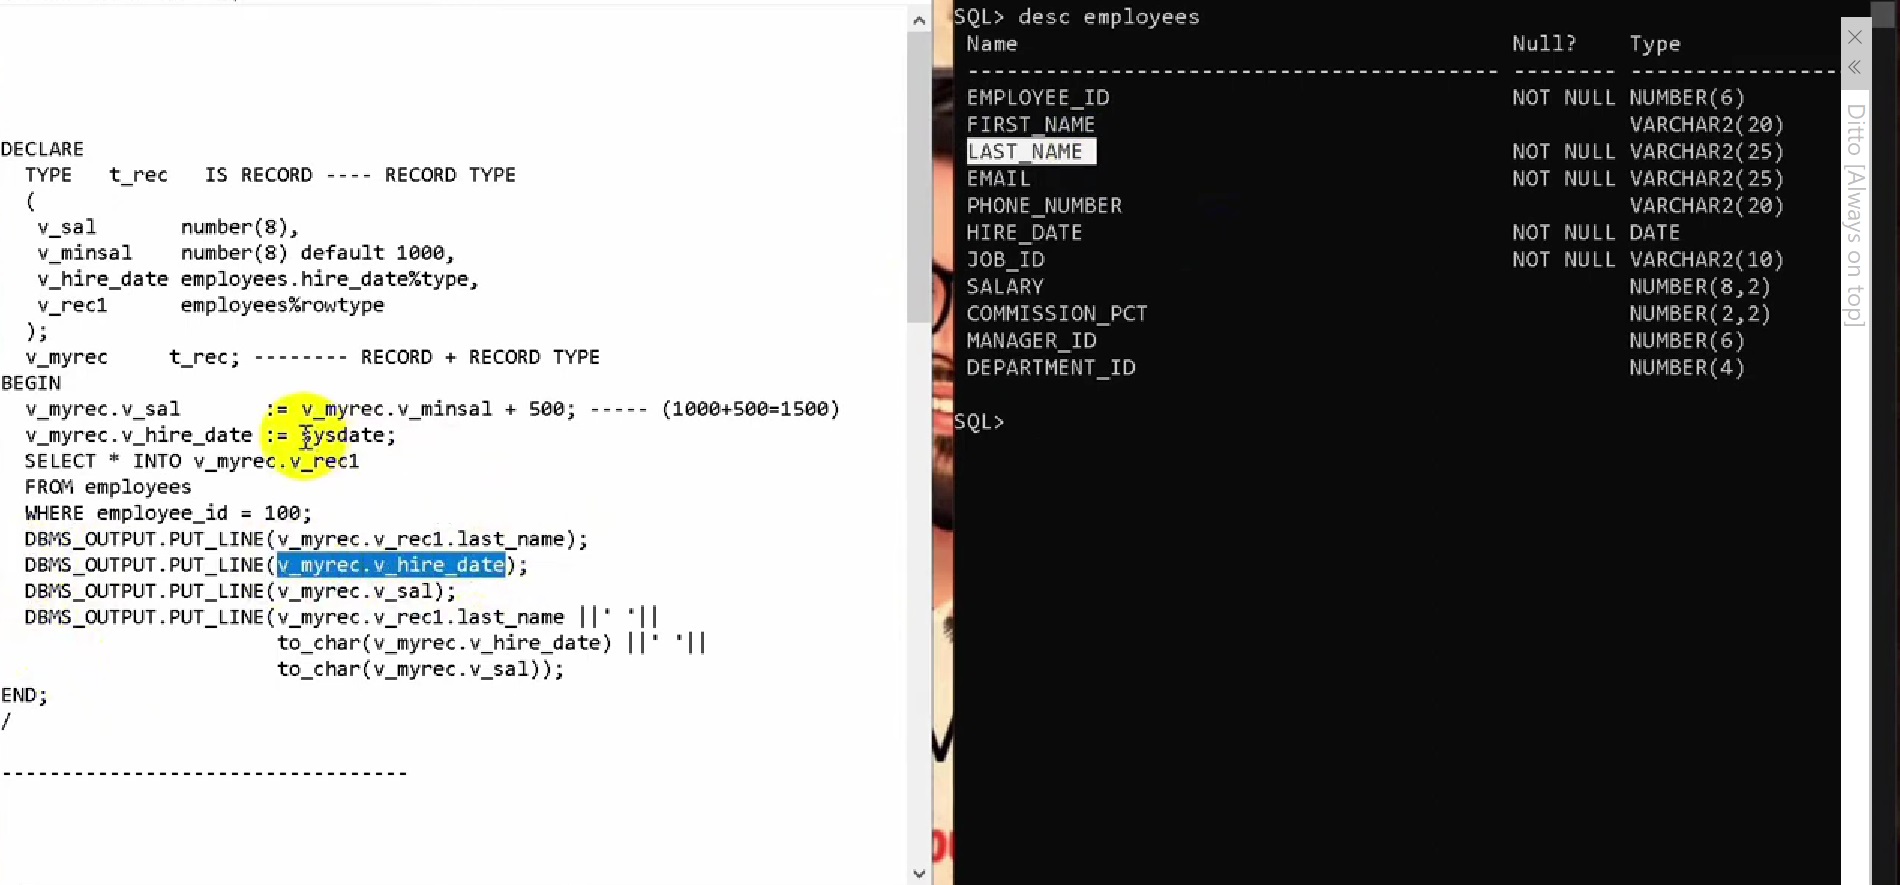 DECLARE
TYPE t_rec IS RECORD ---- RECORD TYPE
(
v_sal number(8),
v_minsal number(8) default 1000,
v_hire_date employees.hire_date%type,
v_rec1 employees%rowtype
);
v_myrec t_rec; -------- RECORD + RECORD TYPE
BEGIN
v_myrec.v_sal := v_myrec.v_minsal + 500; ----- (1000+500=1500)
v_myrec.v_hire_date := sysdate;
SELECT * INTO v_myrec.v_rec1
FROM employees
WHERE employee_id = 100;
DBMS_OUTPUT.PUT_LINE(v_myrec.v_rec1.last_name);
DBMS_OUTPUT.PUT_LINE(v_myrec.v_hire_date);
DBMS_OUTPUT.PUT_LINE(v_myrec.v_sal);
DBMS_OUTPUT.PUT_LINE(v_myrec.v_rec1.last_name ||' '||
to_char(v_myrec.v_hire_date) ||' '||
to_char(v_myrec.v_sal));
END;
/
----------------------------------
SQL> desc employees
Name Null? Type
----------------------------------------- -------- ----------------
EMPLOYEE_ID NOT NULL NUMBER(6)
FIRST_NAME VARCHAR2(20)
LAST_NAME NOT NULL VARCHAR2(25)
EMAIL NOT NULL VARCHAR2(25)
PHONE_NUMBER VARCHAR2(20)
HIRE_DATE NOT NULL DATE
JOB_ID NOT NULL VARCHAR2(10)
SALARY NUMBER(8,2)
COMMISSION_PCT NUMBER(2,2)
MANAGER_ID NUMBER(6)
DEPARTMENT_ID NUMBER(4)
SQL>
Ditto [Always on top]